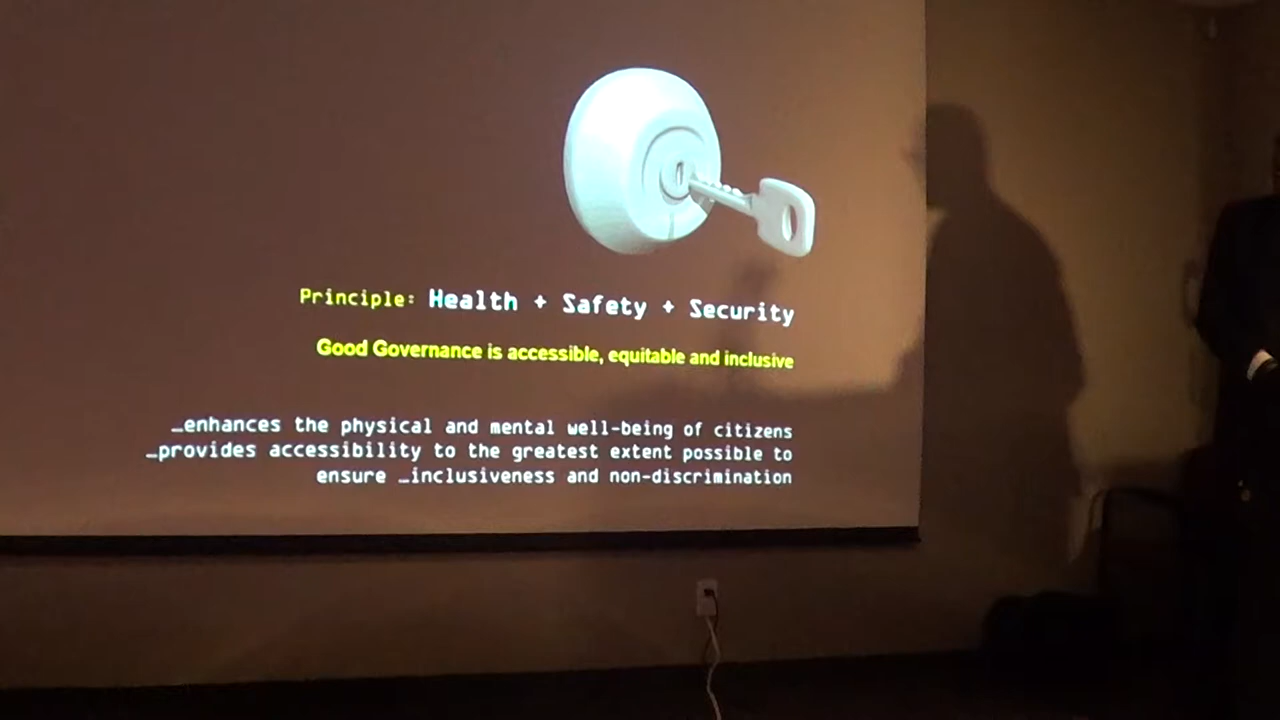 Principle: Health + Safety + Security
Good Governance is accessible, equitable and inclusive
…enhances the physical and mental well-being of citizens
…provides accessibility to the greatest extent possible to
ensure …inclusiveness and non-discrimination